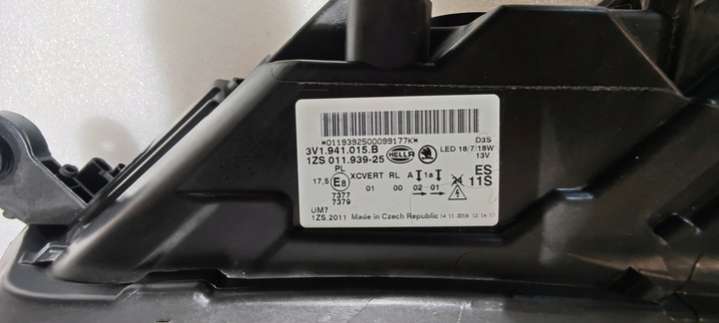 *0119392500099177K*
3V1.941.015.B HELLA LED 18/7/18W D3S
1ZS 011.939-25 13V
PL
17,5 E8 XCVERT RL A 1a ES
01 00 02 01 11S
7377
7379
UM7
1ZS.2011 Made in Czech Republic